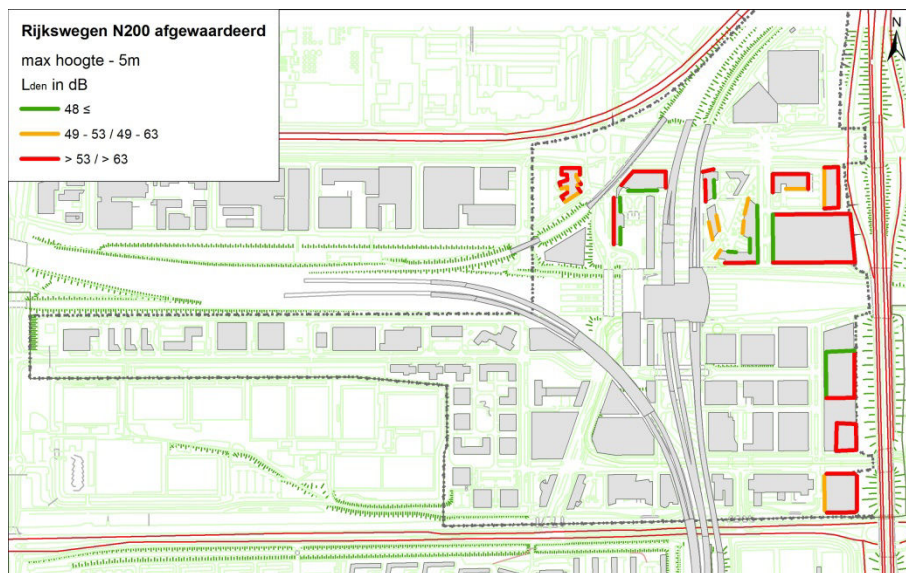 Rijkswegen N200 afgewaardeerd
max hoogte - 5m
Lden in dB
48 ≤
49 - 53 / 49 - 63
> 53 / > 63
N